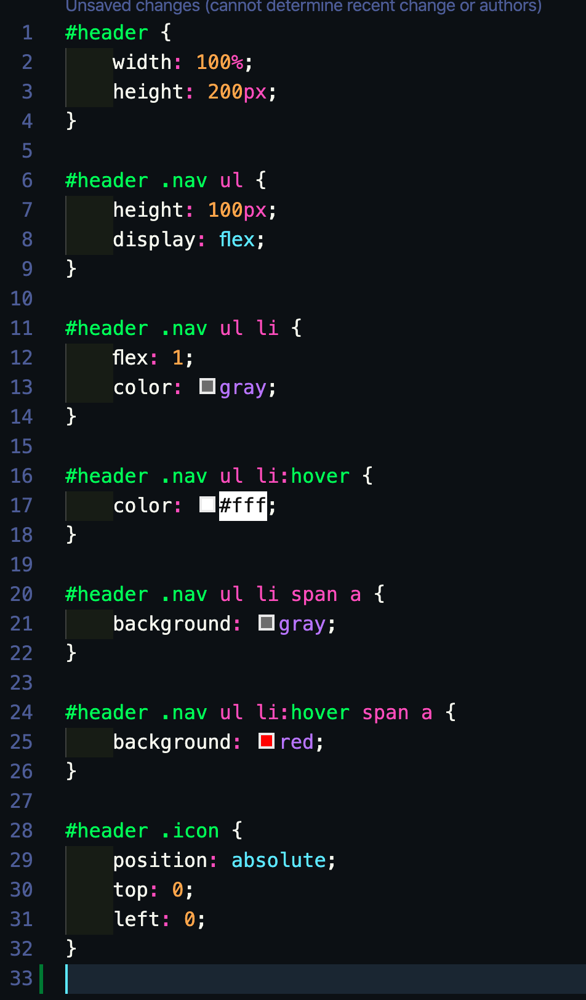 Unsaved changes (cannot determine recent change or authors)
1 #header {
2     width: 100%;
3     height: 200px;
4 }
5
6 #header .nav ul {
7     height: 100px;
8     display: flex;
9 }
10
11 #header .nav ul li {
12     flex: 1;
13     color: gray;
14 }
15
16 #header .nav ul li:hover {
17     color: #fff;
18 }
19
20 #header .nav ul li span a {
21     background: gray;
22 }
23
24 #header .nav ul li:hover span a {
25     background: red;
26 }
27
28 #header .icon {
29     position: absolute;
30     top: 0;
31     left: 0;
32 }
33